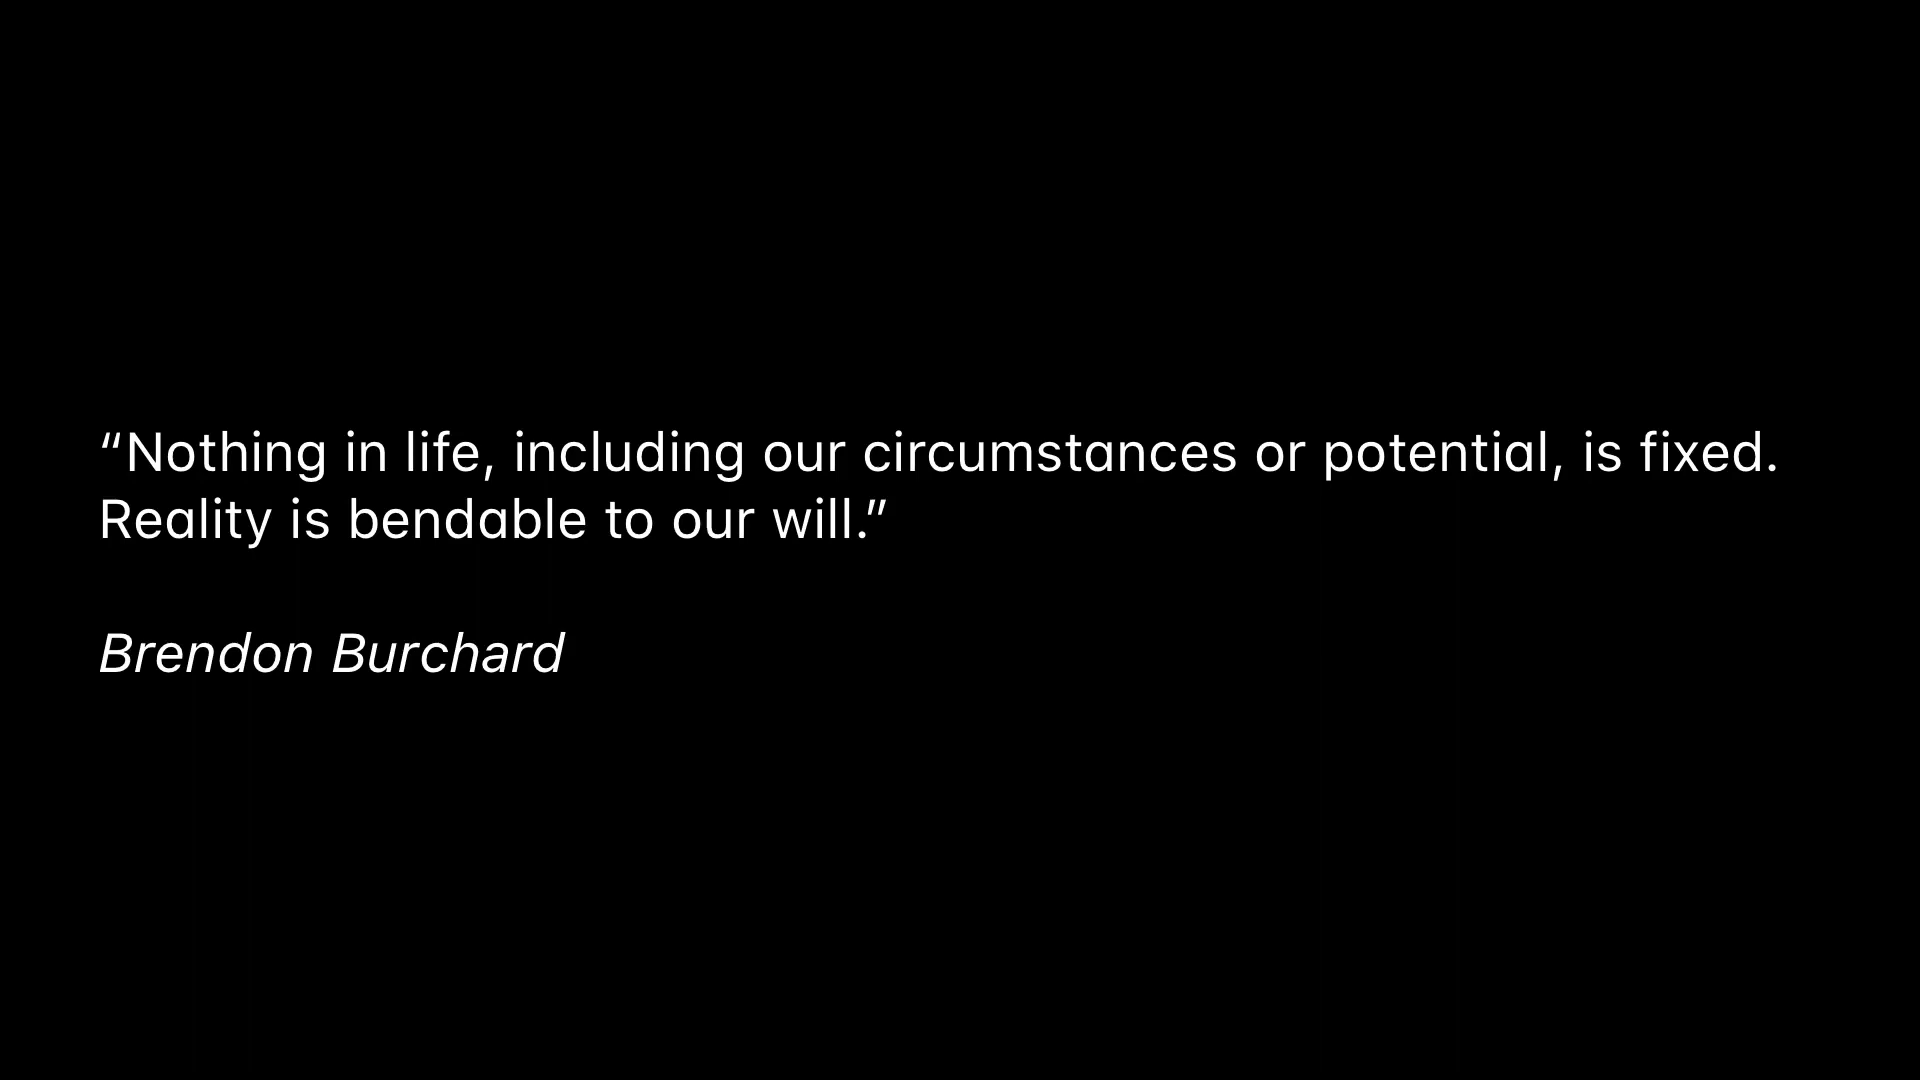 “Nothing in life, including our circumstances or potential, is fixed.
Reality is bendable to our will.”
Brendon Burchard